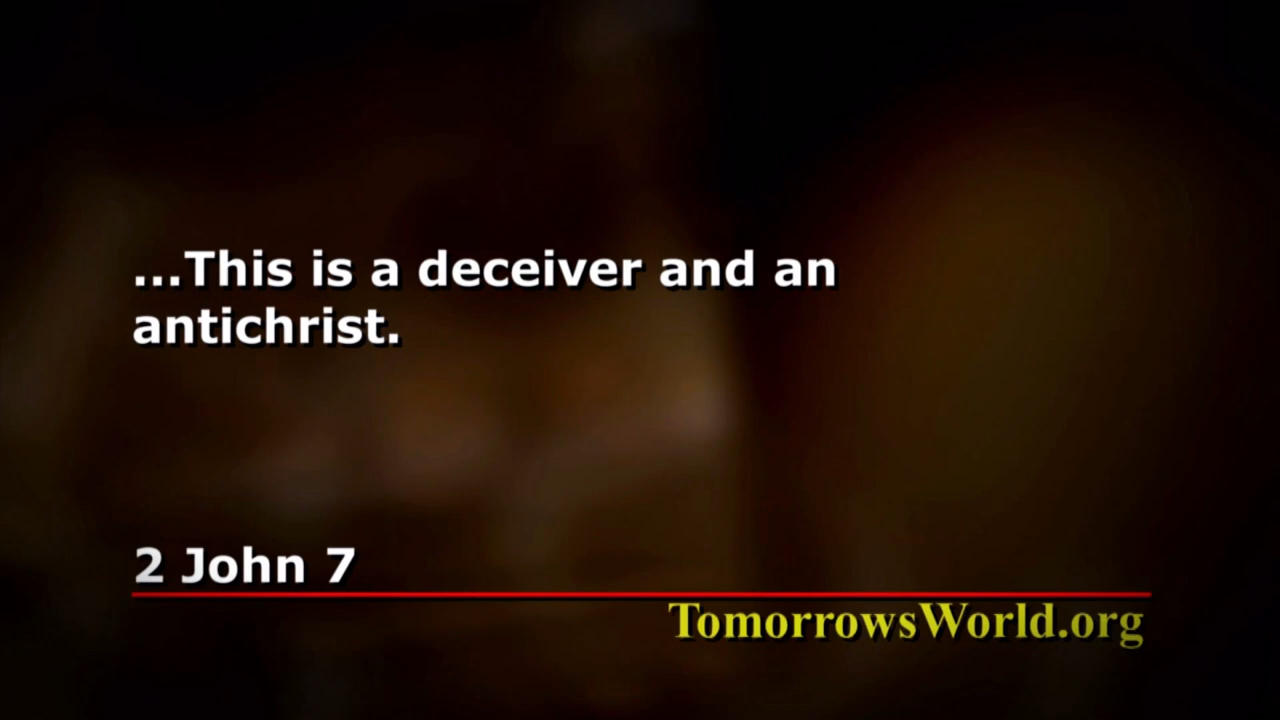 ...This is a deceiver and an
antichrist.
2 John 7
TomorrowsWorld.org